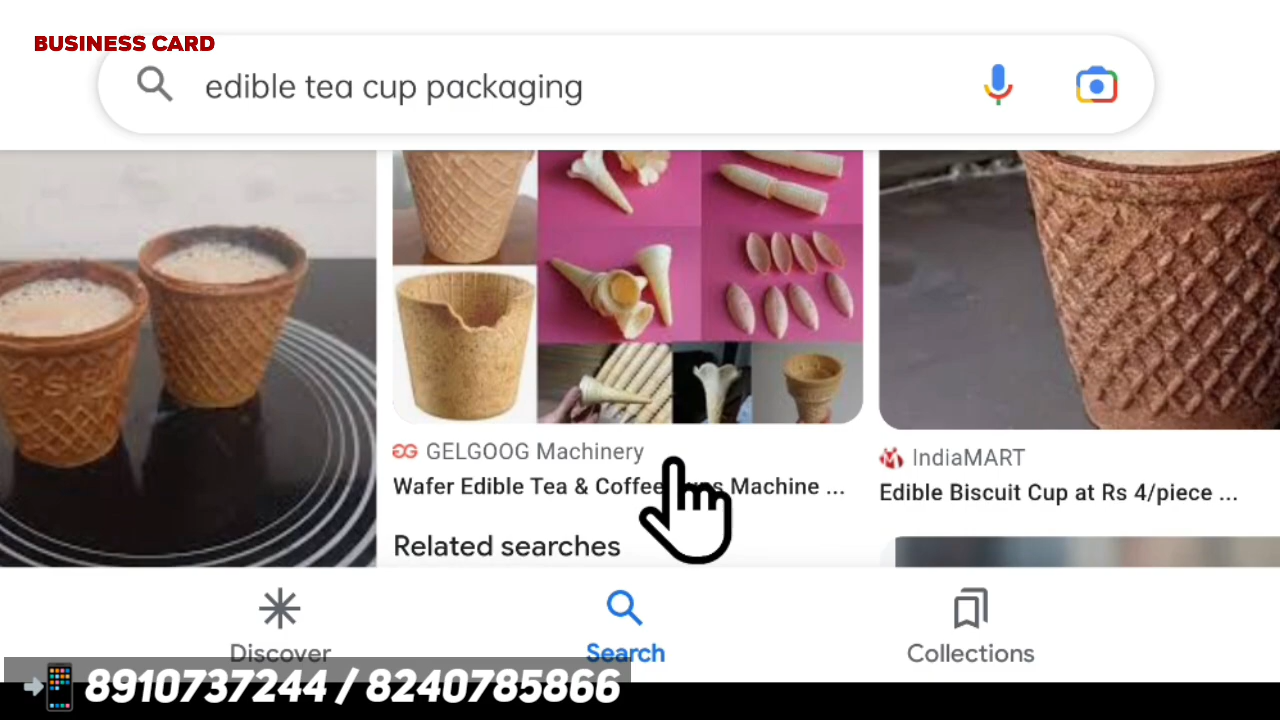 BUSINESS CARD
edible tea cup packaging
GELGOOG Machinery
Wafer Edible Tea & Coffee Machine ...
IndiaMART
Edible Biscuit Cup at Rs 4/piece ...
Related searches
Discover
Search
Collections
8910737244 / 8240785866